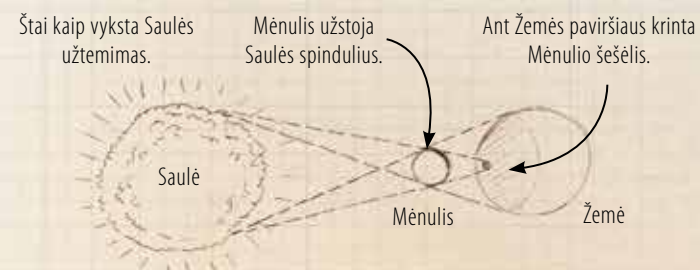 Štai kaip vyksta Saulės
užtemimas.
Mėnulis užstoja
Saulės spindulius.
Ant Žemės paviršiaus krinta
Mėnulio šešėlis.
Saulė
Mėnulis
Žemė